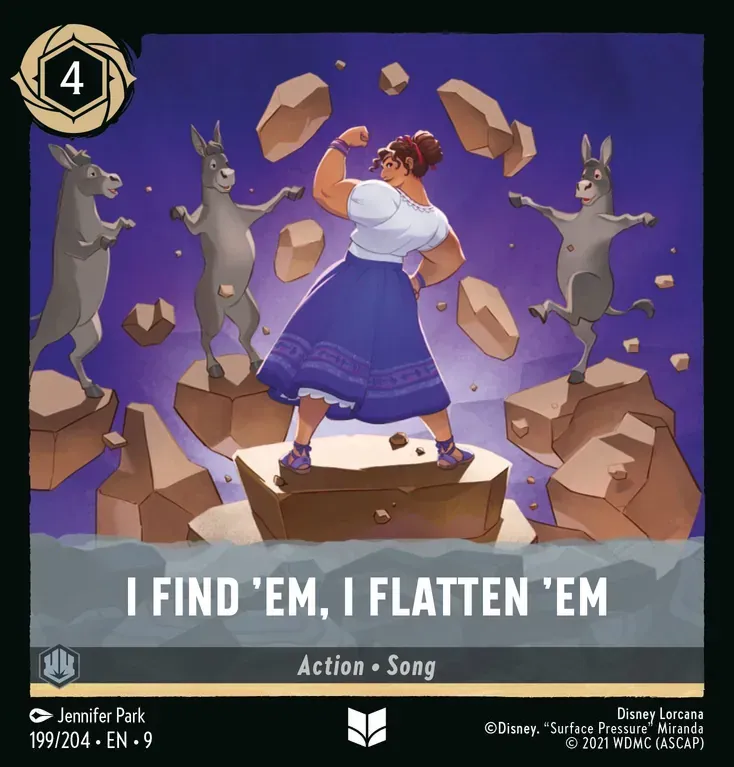 4
I FIND ’EM, I FLATTEN ’EM
Action • Song
Jennifer Park
199/204 • EN • 9
Disney Lorcana
©Disney. “Surface Pressure” Miranda
© 2021 WDMC (ASCAP)